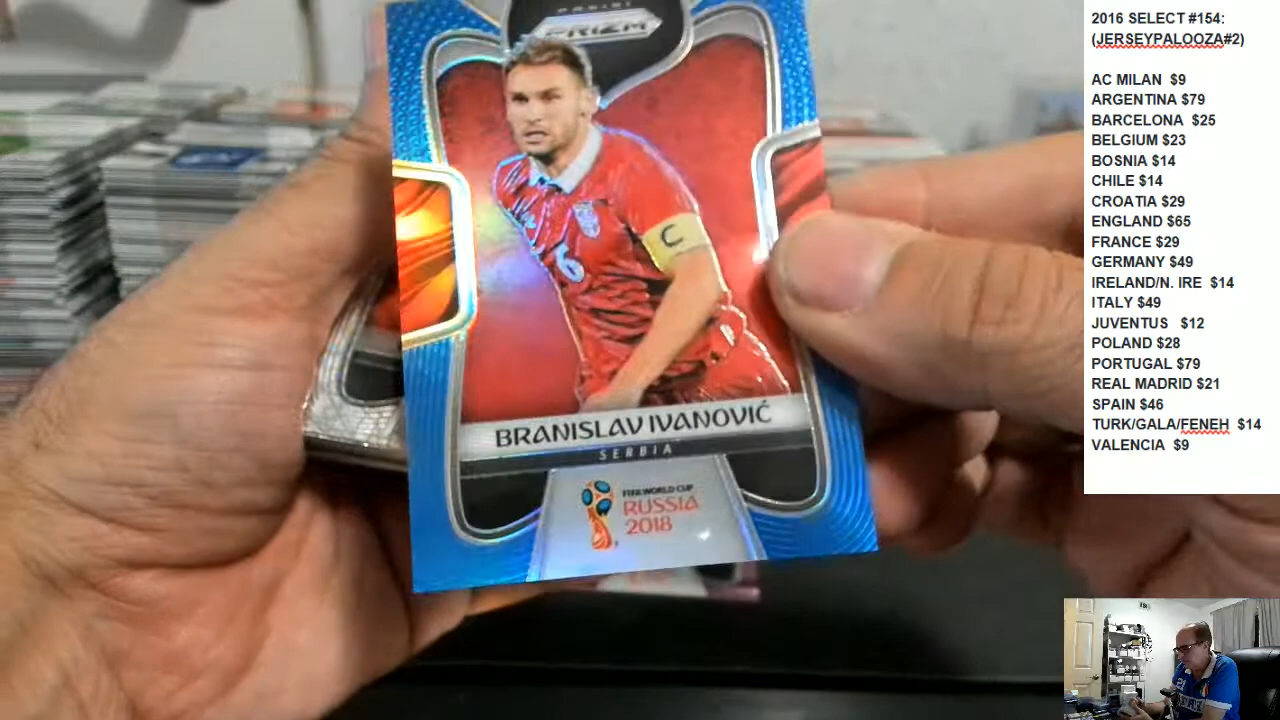 PANINI
PRIZM
C
6
BRANISLAV IVANOVIĆ
SERBIA
FIFA WORLD CUP
RUSSIA
2018
2016 SELECT #154:
(JERSEYPALOOZA#2)
AC MILAN $9
ARGENTINA $79
BARCELONA $25
BELGIUM $23
BOSNIA $14
CHILE $14
CROATIA $29
ENGLAND $65
FRANCE $29
GERMANY $49
IRELAND/N. IRE $14
ITALY $49
JUVENTUS $12
POLAND $28
PORTUGAL $79
REAL MADRID $21
SPAIN $46
TURK/GALA/FENEH $14
VALENCIA $9
21